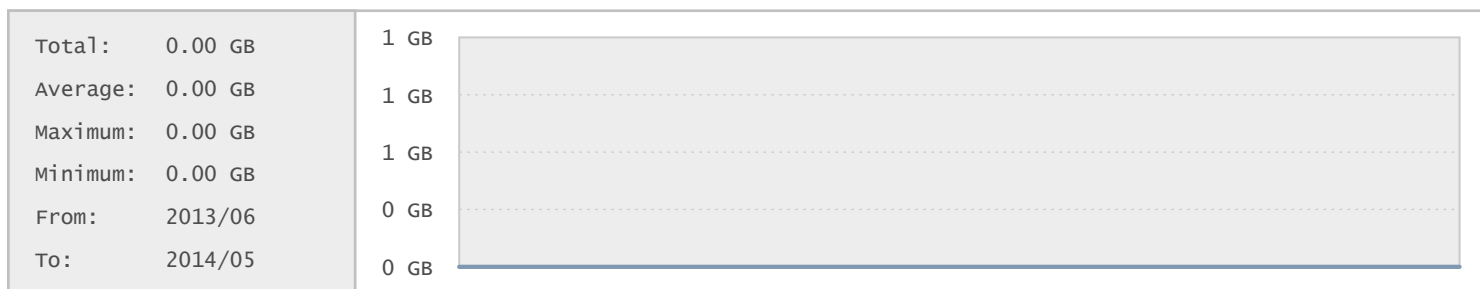 Total: 0.00 GB
Average: 0.00 GB
Maximum: 0.00 GB
Minimum: 0.00 GB
From: 2013/06
To: 2014/05
1 GB
1 GB
1 GB
0 GB
0 GB